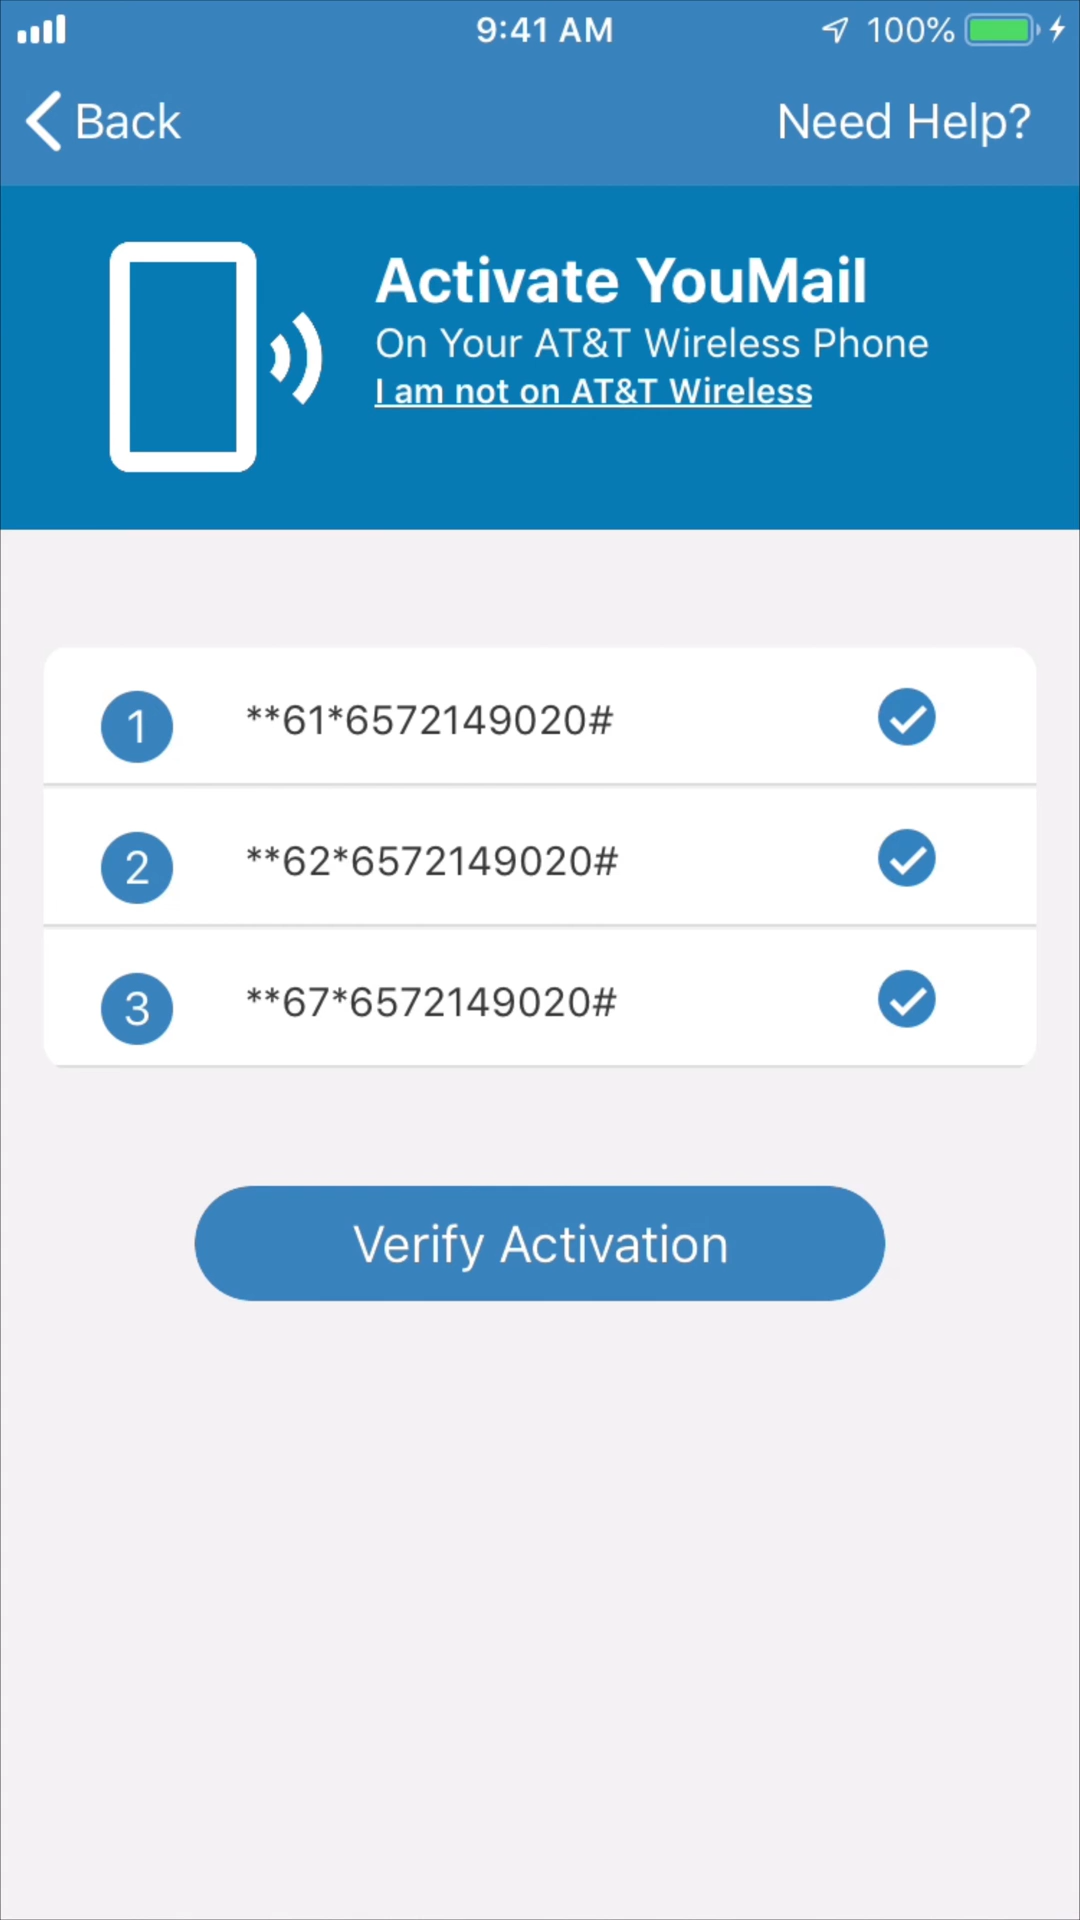 9:41 AM
100%
Back
Need Help?
Activate YouMail
On Your AT&T Wireless Phone
I am not on AT&T Wireless
1
**61*6572149020#
2
**62*6572149020#
3
**67*6572149020#
Verify Activation